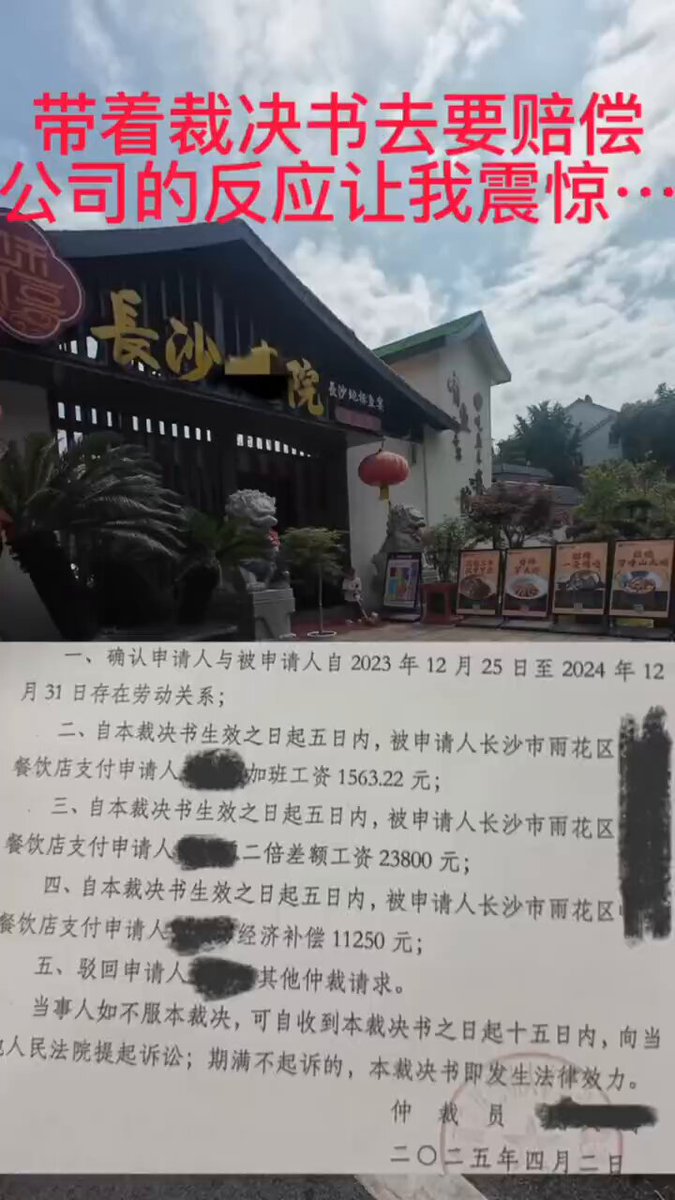 带着裁决书去要赔偿
公司的反应让我震惊…
長沙 院
長沙地标鱼宴
一、确认申请人与被申请人自 2023 年 12 月 25 日至 2024 年 12
月 31 日存在劳动关系；
二、自本裁决书生效之日起五日内，被申请人长沙市雨花区
餐饮店支付申请人 加班工资 1563.22 元；
三、自本裁决书生效之日起五日内，被申请人长沙市雨花区
餐饮店支付申请人 二倍差额工资 23800 元；
四、自本裁决书生效之日起五日内，被申请人长沙市雨花区
餐饮店支付申请人 经济补偿 11250 元；
五、驳回申请人 其他仲裁请求。
当事人如不服本裁决，可自收到本裁决书之日起十五日内，向当
地人民法院提起诉讼；期满不起诉的，本裁决书即发生法律效力。
仲 裁 员
二〇二五年四月二日